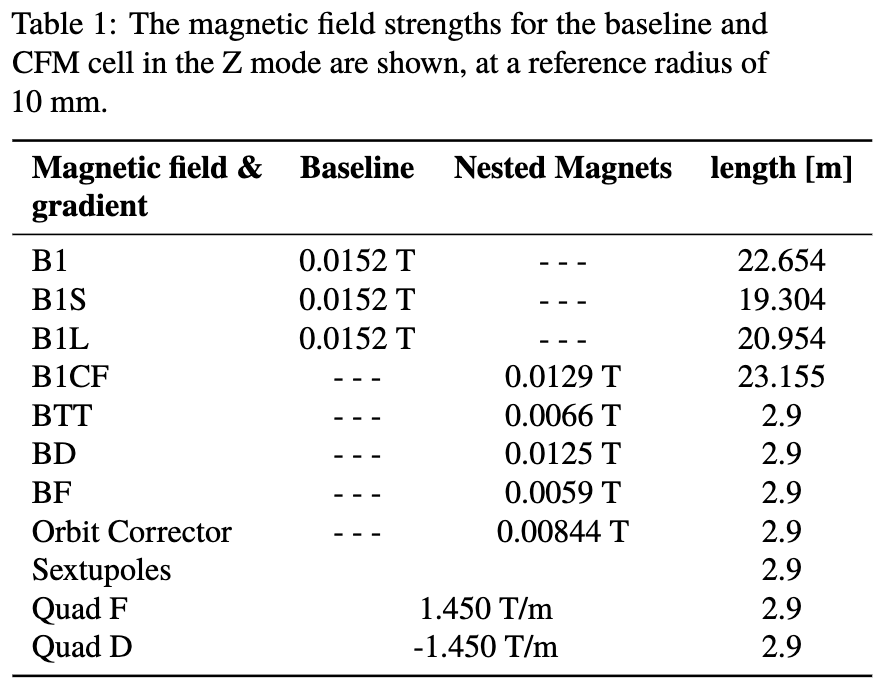 Table 1: The magnetic field strengths for the baseline and
CFM cell in the Z mode are shown, at a reference radius of
10 mm.
Magnetic field & Baseline Nested Magnets length [m]
gradient
B1 0.0152 T - - - 22.654
B1S 0.0152 T - - - 19.304
B1L 0.0152 T - - - 20.954
B1CF - - - 0.0129 T 23.155
BTT - - - 0.0066 T 2.9
BD - - - 0.0125 T 2.9
BF - - - 0.0059 T 2.9
Orbit Corrector - - - 0.00844 T 2.9
Sextupoles 2.9
Quad F 1.450 T/m 2.9
Quad D -1.450 T/m 2.9